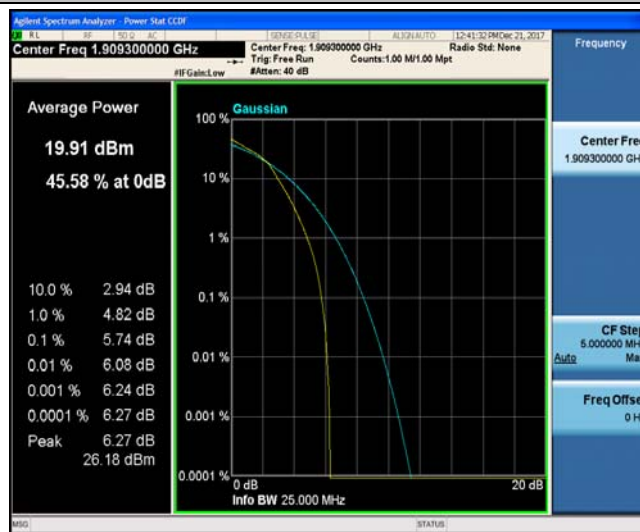 Agilent Spectrum Analyzer - Power Stat CCDF
RL RF 50 Ω AC SENSE:PULSE ALIGN AUTO 12:41:32 PM Dec 21, 2017
Center Freq 1.909300000 GHz
Center Freq: 1.909300000 GHz Radio Std: None
Trig: Free Run Counts:1.00 M/1.00 Mpt
#IFGain:Low #Atten: 40 dB
Frequency
Average Power
19.91 dBm
45.58 % at 0dB
10.0 % 2.94 dB
1.0 % 4.82 dB
0.1 % 5.74 dB
0.01 % 6.08 dB
0.001 % 6.24 dB
0.0001 % 6.27 dB
Peak 6.27 dB
26.18 dBm
Gaussian
100 %
10 %
1 %
0.1 %
0.01 %
0.001 %
0.0001 %
0 dB 20 dB
Info BW 25.000 MHz
Center Fre
1.909300000 GH
CF Step
5.000000 MH
Auto Ma
Freq Offse
0 H
MSG STATUS